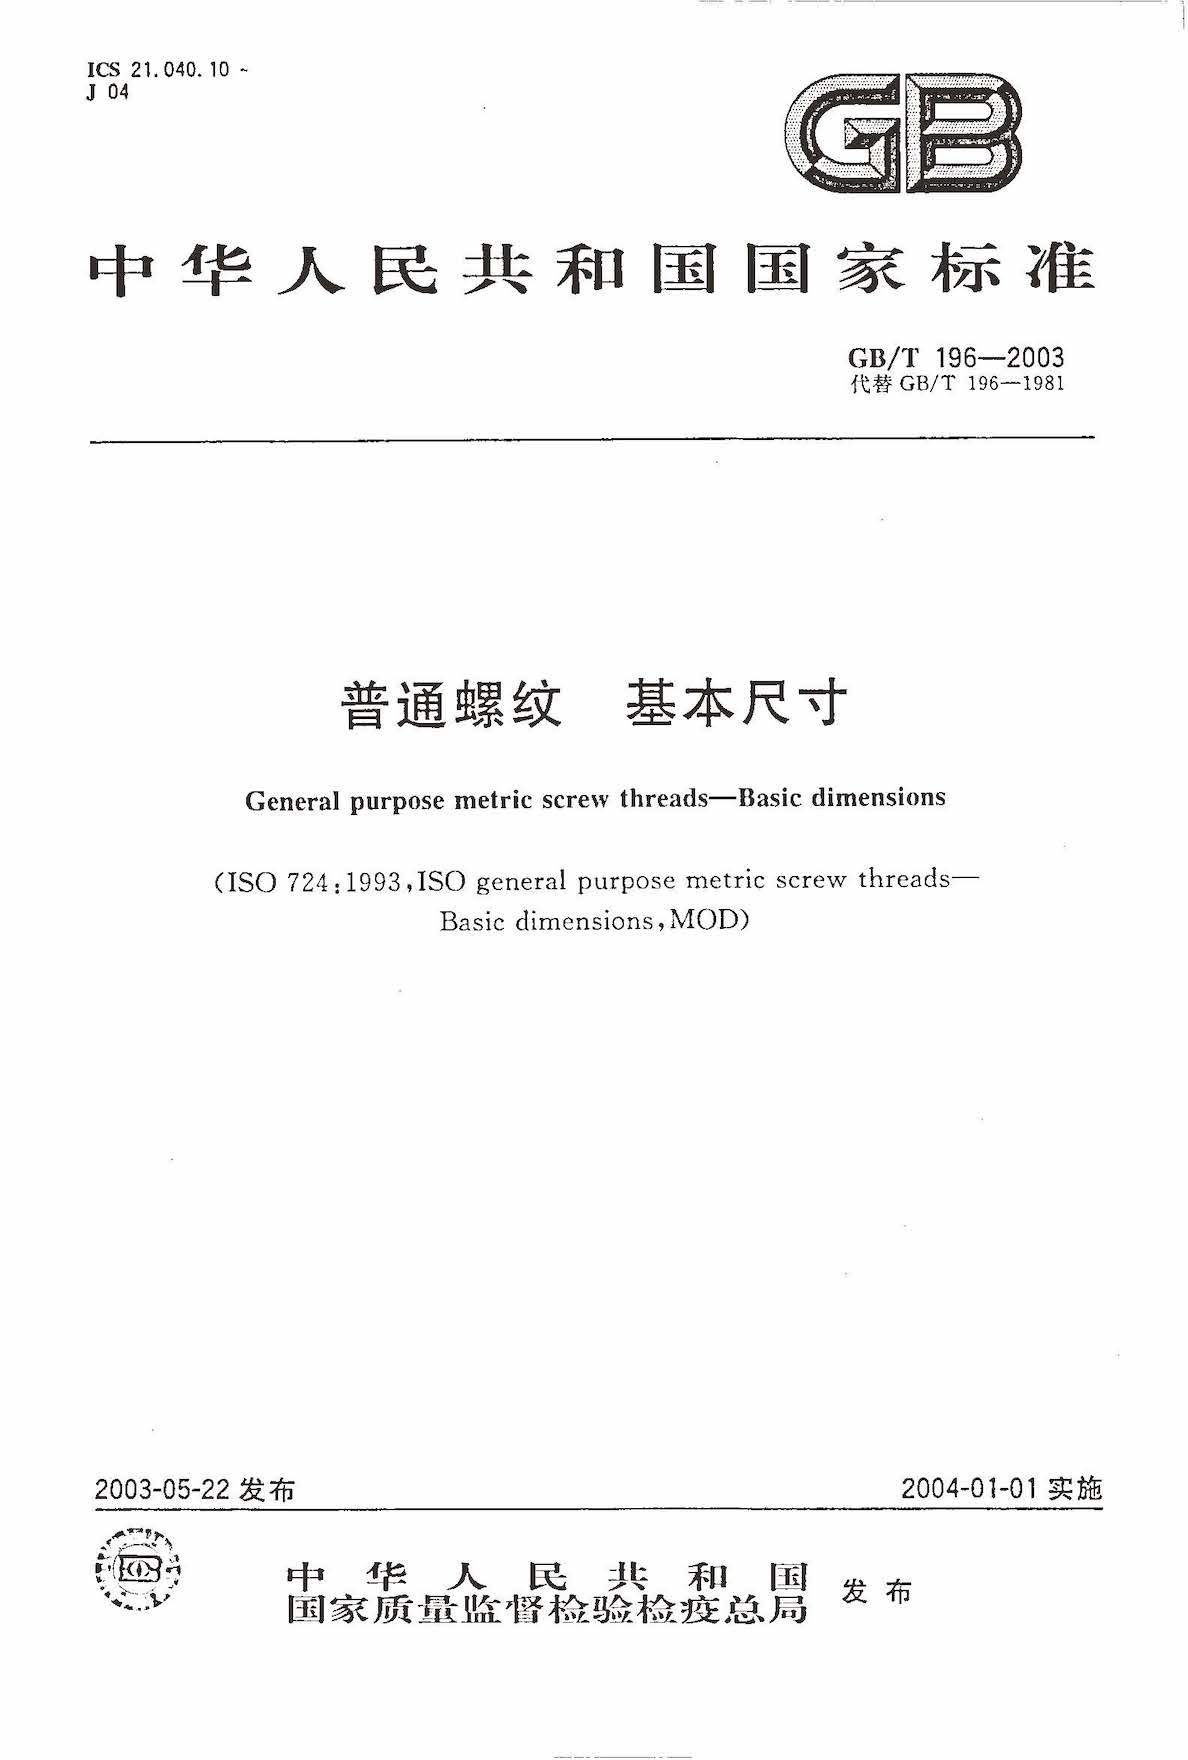 ICS 21.040.10
J 04
GB
中华人民共和国国家标准
GB/T 196—2003
代替 GB/T 196—1981
普通螺纹 基本尺寸
General purpose metric screw threads—Basic dimensions
(ISO 724:1993,ISO general purpose metric screw threads—
Basic dimensions,MOD)
2003-05-22 发布
2004-01-01 实施
中华人民共和国
国家质量监督检验检疫总局
发布